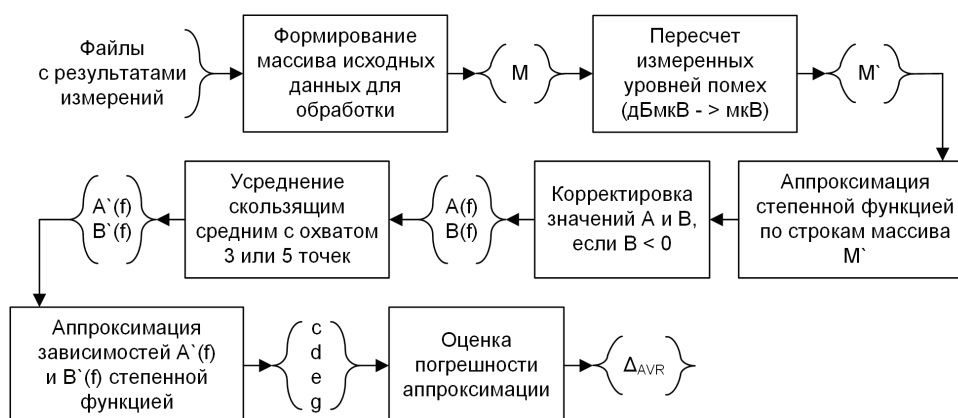 Файлы
с результатами
измерений
Формирование
массива исходных
данных для
обработки
M
Пересчет
измеренных
уровней помех
(дБмкВ - > мкВ)
M`
Аппроксимация
степенной функцией
по строкам массива
M`
Корректировка
значений A и B,
если B < 0
A(f)
B(f)
Усреднение
скользящим
средним с охватом
3 или 5 точек
A`(f)
B`(f)
Аппроксимация
зависимостей A`(f)
и B`(f) степенной
функцией
c
d
e
g
Оценка
погрешности
аппроксимации
ΔAVR